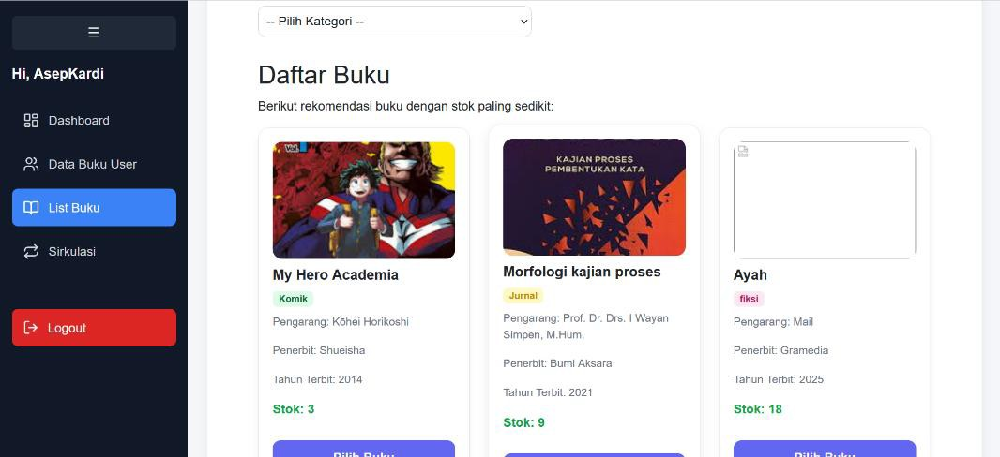 -- Pilih Kategori --
Hi, AsepKardi
Dashboard
Data Buku User
List Buku
Sirkulasi
Logout
Daftar Buku
Berikut rekomendasi buku dengan stok paling sedikit:
Vol.
My Hero Academia
Komik
Pengarang: Kōhei Horikoshi
Penerbit: Shueisha
Tahun Terbit: 2014
Stok: 3
Pilih Buku
KAJIAN PROSES
PEMBENTUKAN KATA
Morfologi kajian proses
Jurnal
Pengarang: Prof. Dr. Drs. I Wayan
Simpen, M.Hum.
Penerbit: Bumi Aksara
Tahun Terbit: 2021
Stok: 9
Ayah
fiksi
Pengarang: Mail
Penerbit: Gramedia
Tahun Terbit: 2025
Stok: 18
Pilih Buku